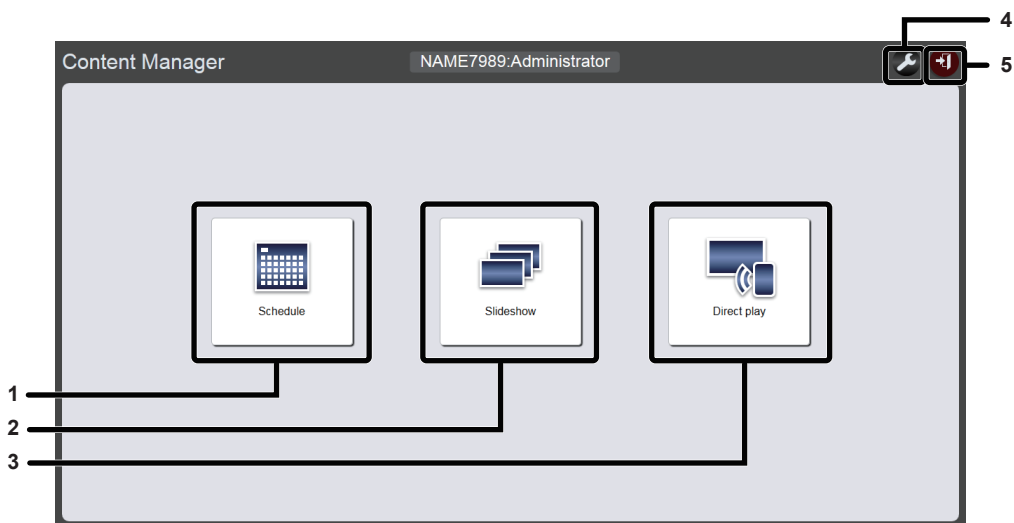 4
Content Manager
NAME7989:Administrator
5
Schedule
Slideshow
Direct play
1
2
3